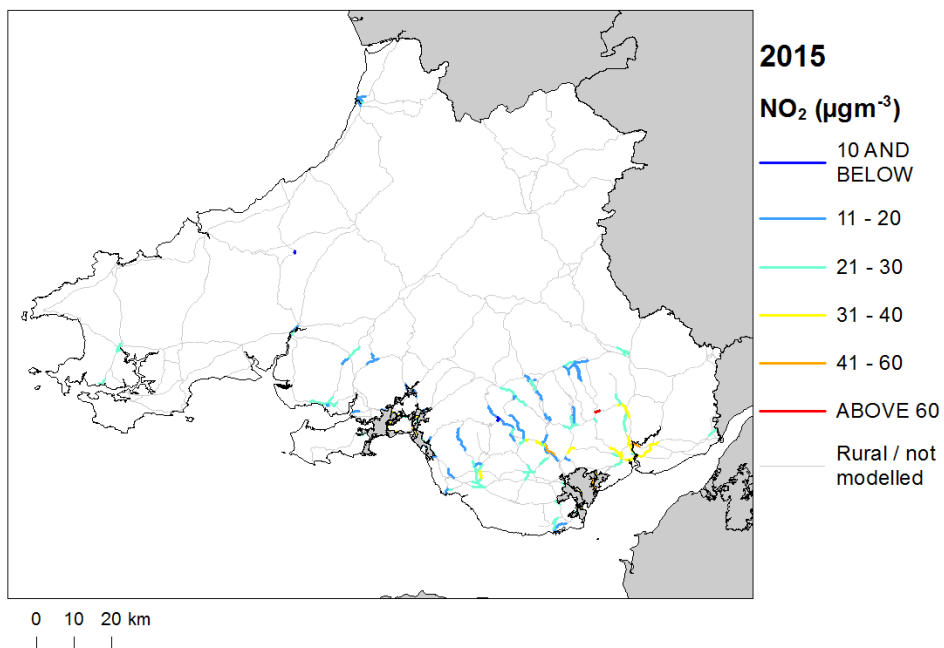 2015
NO₂ (µgm⁻³)
10 AND
BELOW
11 - 20
21 - 30
31 - 40
41 - 60
ABOVE 60
Rural / not
modelled
0 10 20 km